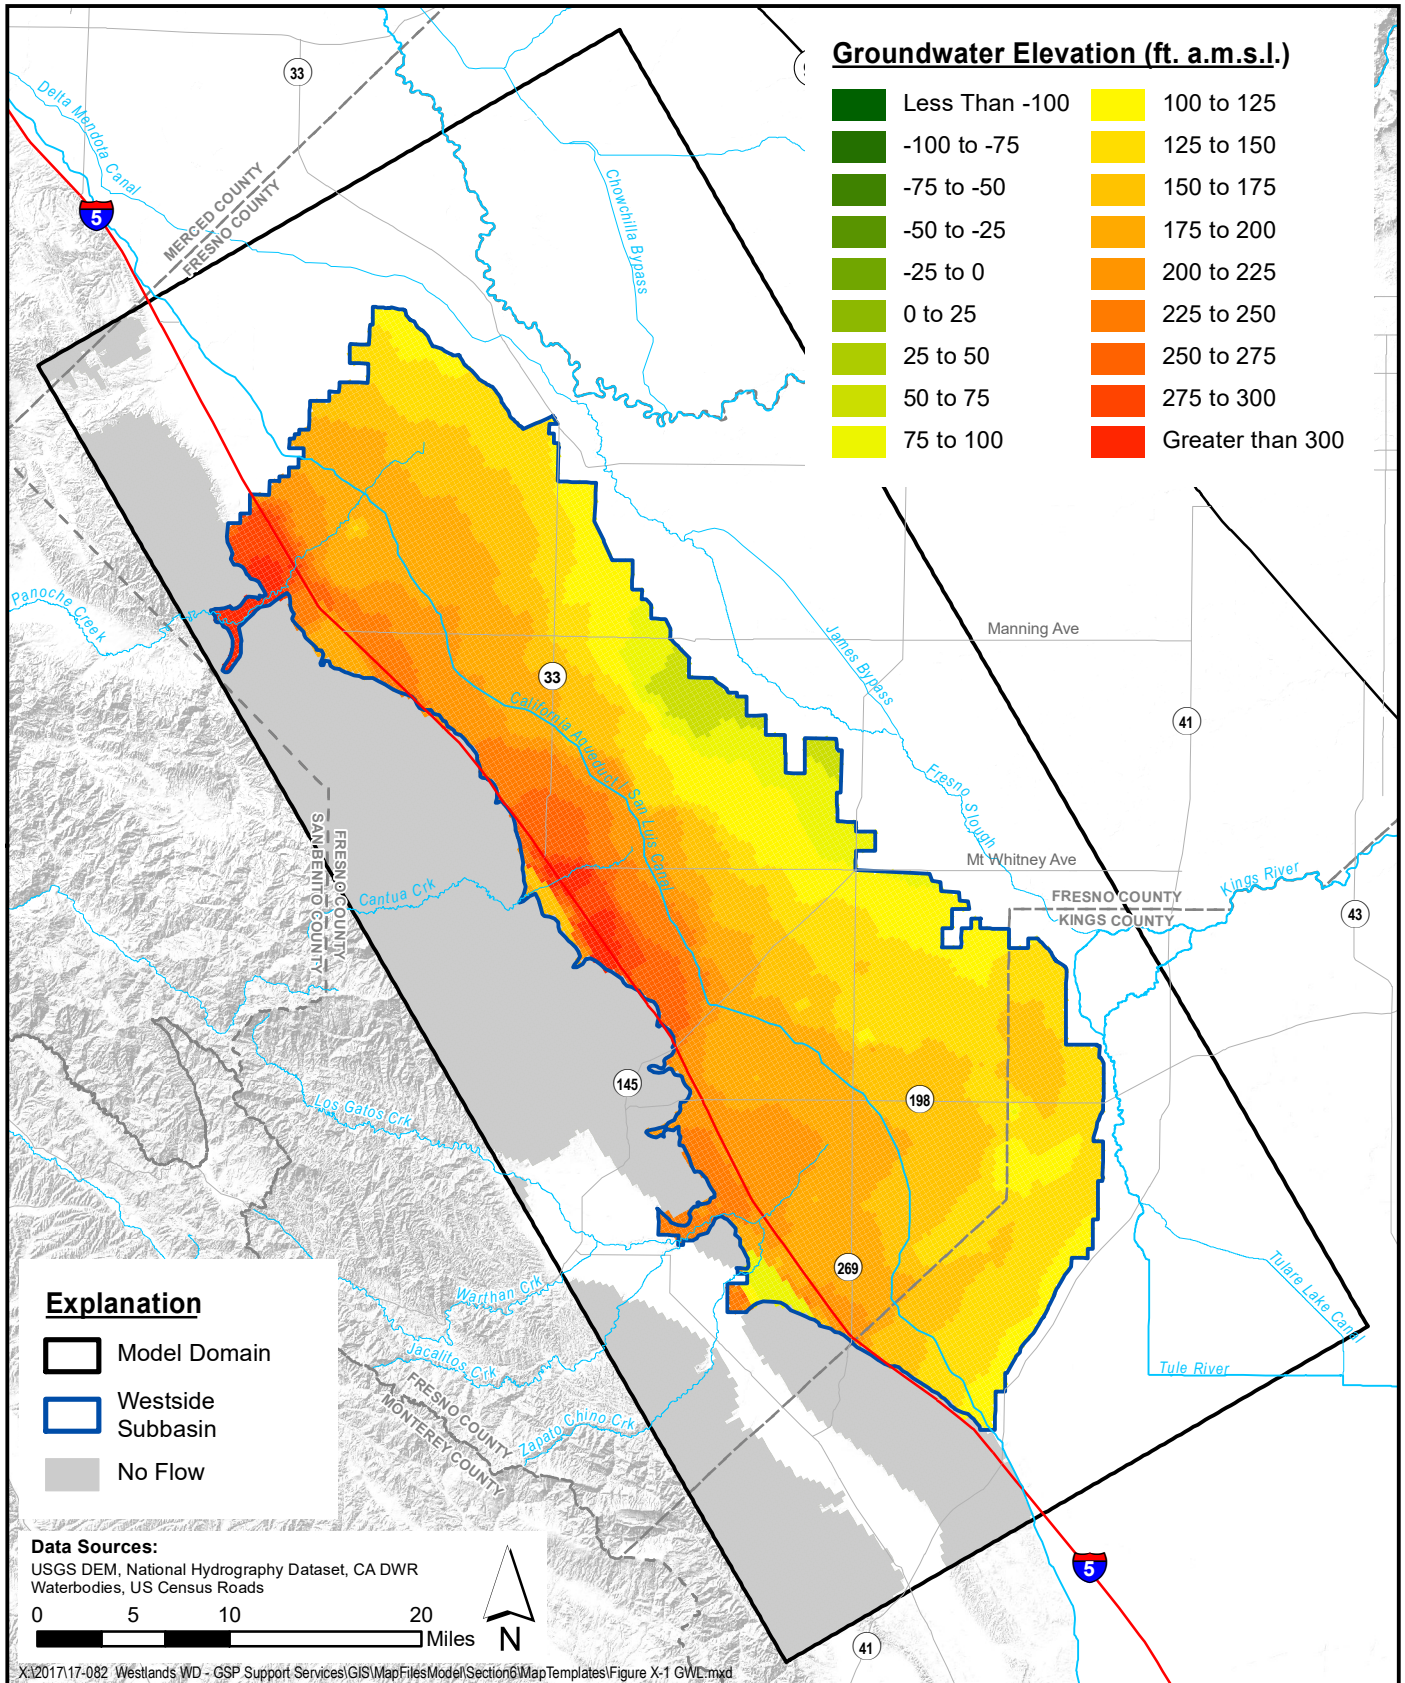 Groundwater Elevation (ft. a.m.s.l.)
Less Than -100
-100 to -75
-75 to -50
-50 to -25
-25 to 0
0 to 25
25 to 50
50 to 75
75 to 100
100 to 125
125 to 150
150 to 175
175 to 200
200 to 225
225 to 250
250 to 275
275 to 300
Greater than 300
33
Delta Mendota Canal
5
MERCED COUNTY
FRESNO COUNTY
Chowchilla Bypass
Panoche Creek
Manning Ave
James Bypass
33
California Aqueduct / San Luis Canal
41
Fresno Slough
SAN BENITO COUNTY
FRESNO COUNTY
Mt Whitney Ave
Cantua Crk
FRESNO COUNTY
KINGS COUNTY
Kings River
43
145
198
Los Gatos Crk
269
Warthan Crk
Tulare Lake Canal
Jacalitos Crk
Tule River
FRESNO COUNTY
MONTEREY COUNTY
Zapato Chino Crk
5
41
Explanation
Model Domain
Westside
Subbasin
No Flow
Data Sources:
USGS DEM, National Hydrography Dataset, CA DWR
Waterbodies, US Census Roads
0 5 10 20
Miles
N
X:\2017\17-082 Westlands WD - GSP Support Services\GIS\MapFilesModel\Section6\MapTemplates\Figure X-1 GWL.mxd